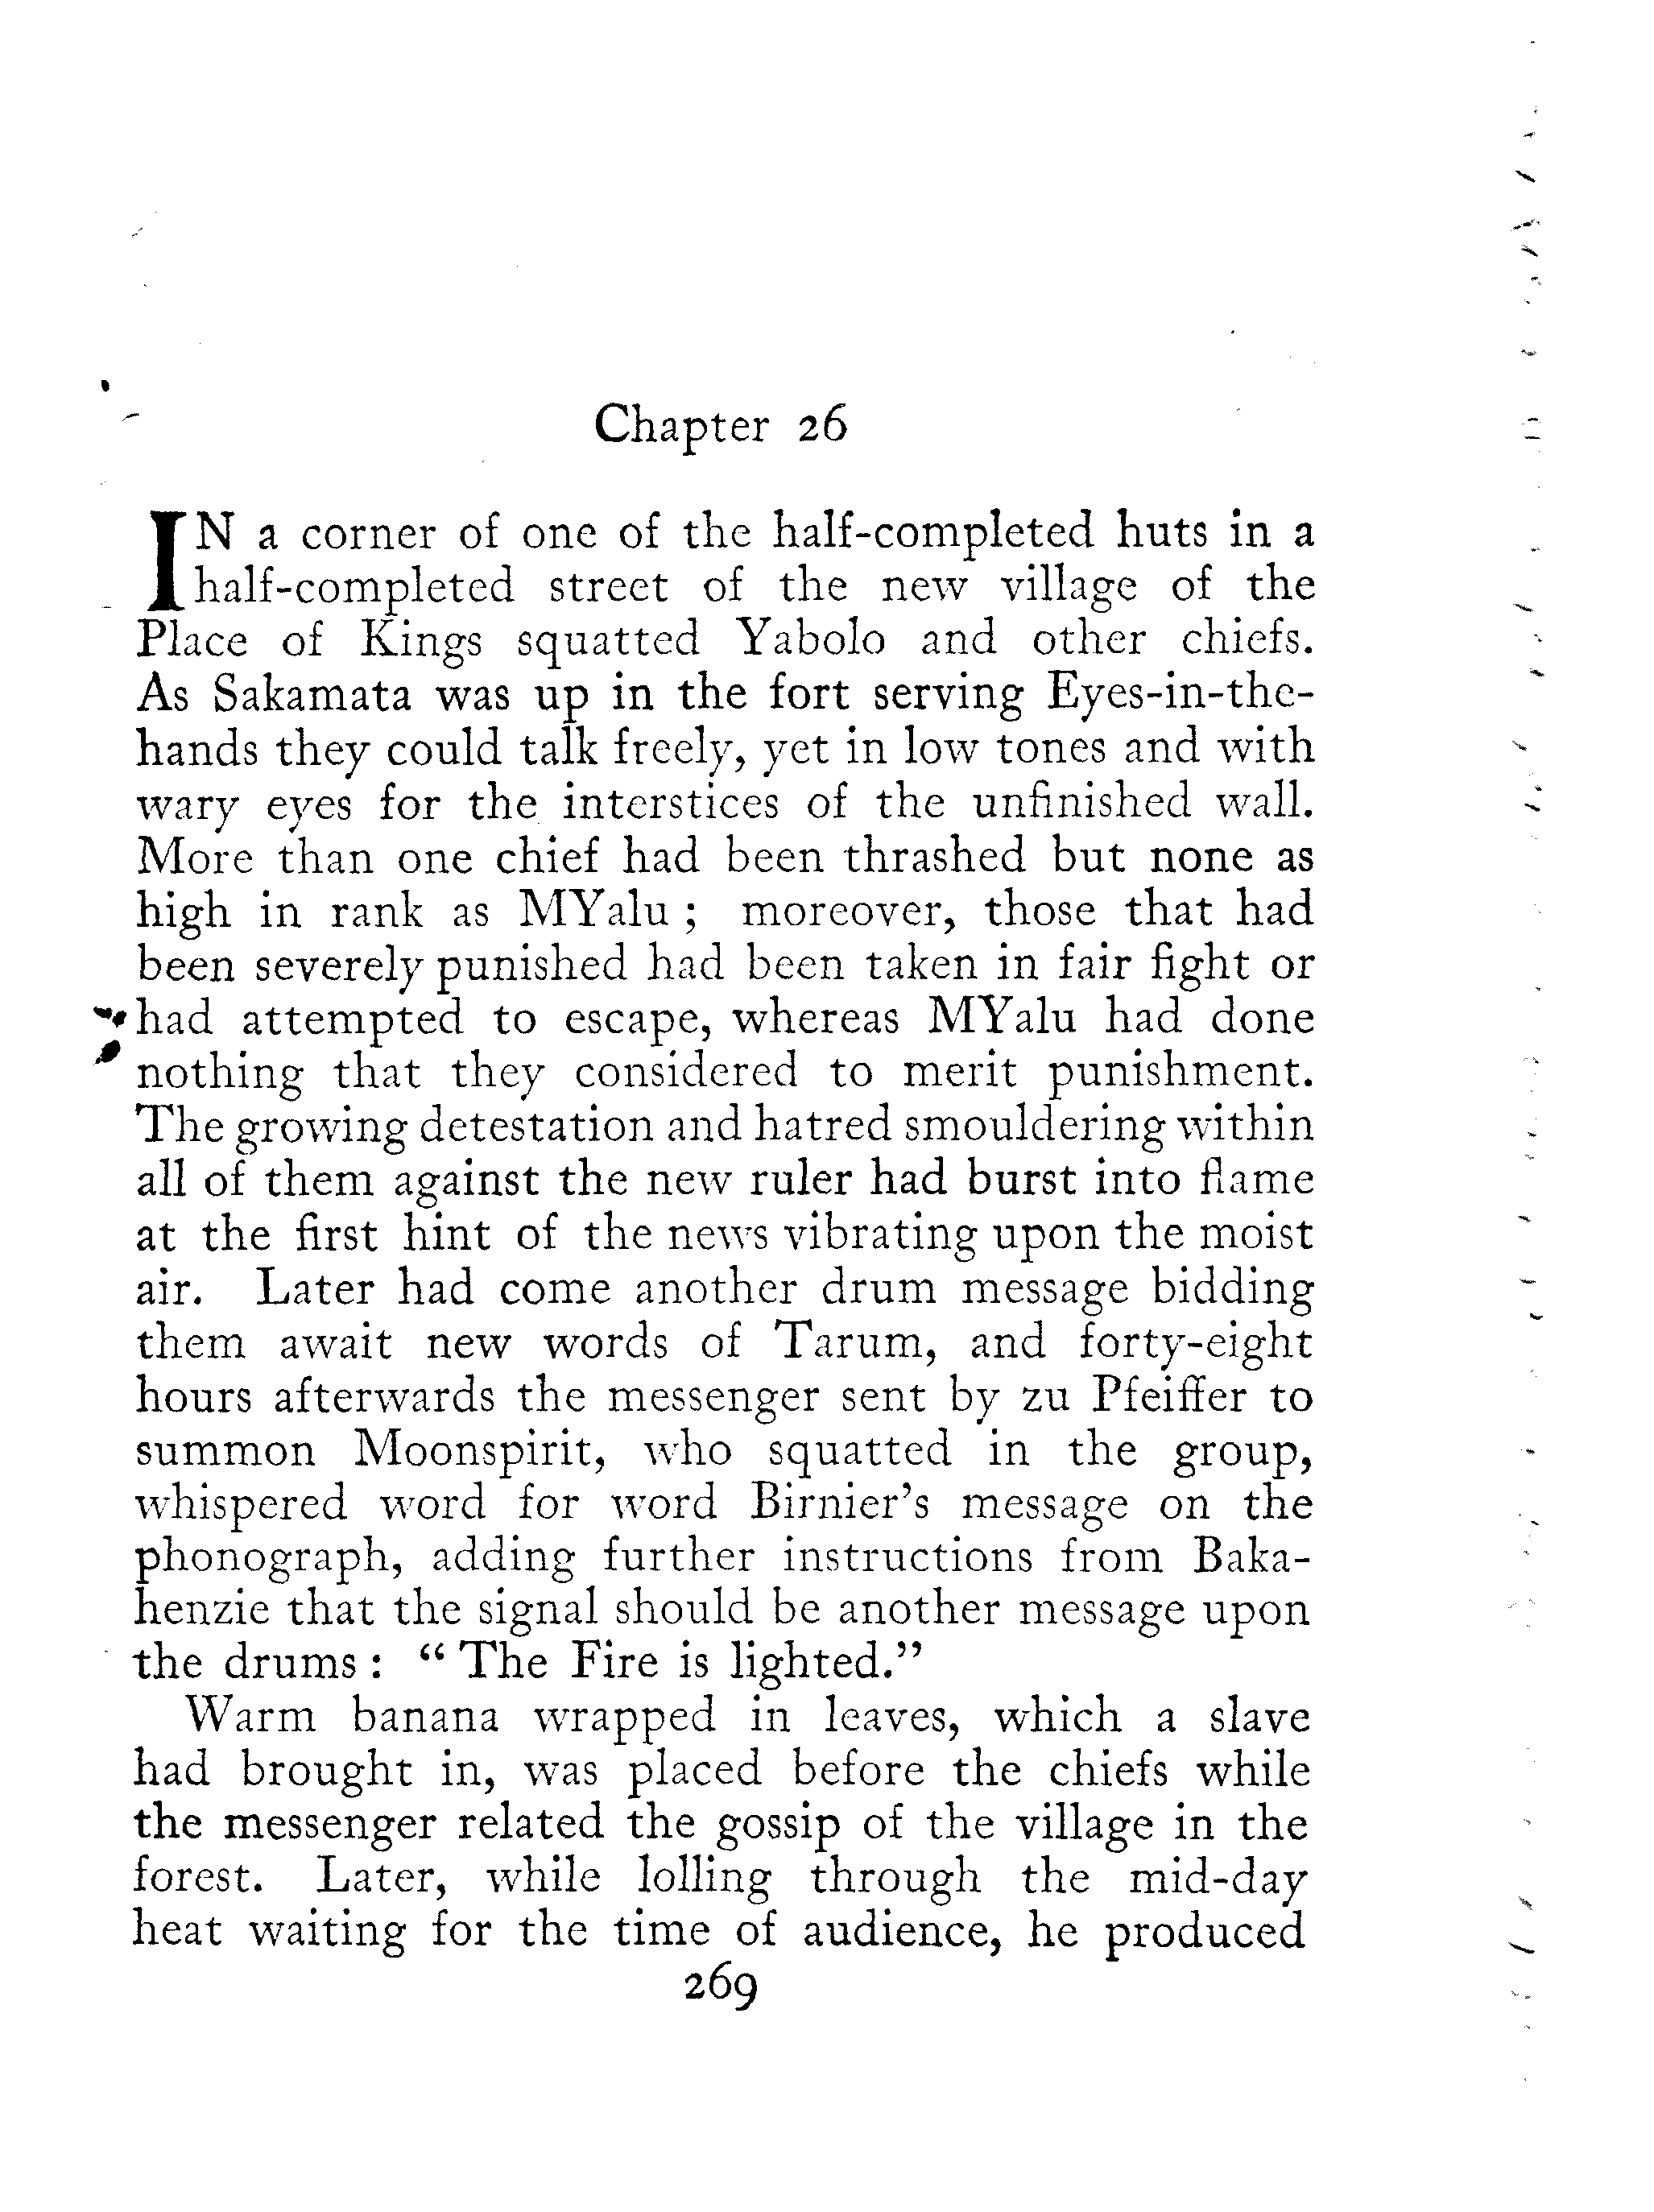 Chapter 26
IN a corner of one of the half-completed huts in a
half-completed street of the new village of the
Place of Kings squatted Yabolo and other chiefs.
As Sakamata was up in the fort serving Eyes-in-the-
hands they could talk freely, yet in low tones and with
wary eyes for the interstices of the unfinished wall.
More than one chief had been thrashed but none as
high in rank as MYalu ; moreover, those that had
been severely punished had been taken in fair fight or
had attempted to escape, whereas MYalu had done
nothing that they considered to merit punishment.
The growing detestation and hatred smouldering within
all of them against the new ruler had burst into flame
at the first hint of the news vibrating upon the moist
air. Later had come another drum message bidding
them await new words of Tarum, and forty-eight
hours afterwards the messenger sent by zu Pfeiffer to
summon Moonspirit, who squatted in the group,
whispered word for word Birnier’s message on the
phonograph, adding further instructions from Baka-
henzie that the signal should be another message upon
the drums : “ The Fire is lighted.”
Warm banana wrapped in leaves, which a slave
had brought in, was placed before the chiefs while
the messenger related the gossip of the village in the
forest. Later, while lolling through the mid-day
heat waiting for the time of audience, he produced
269